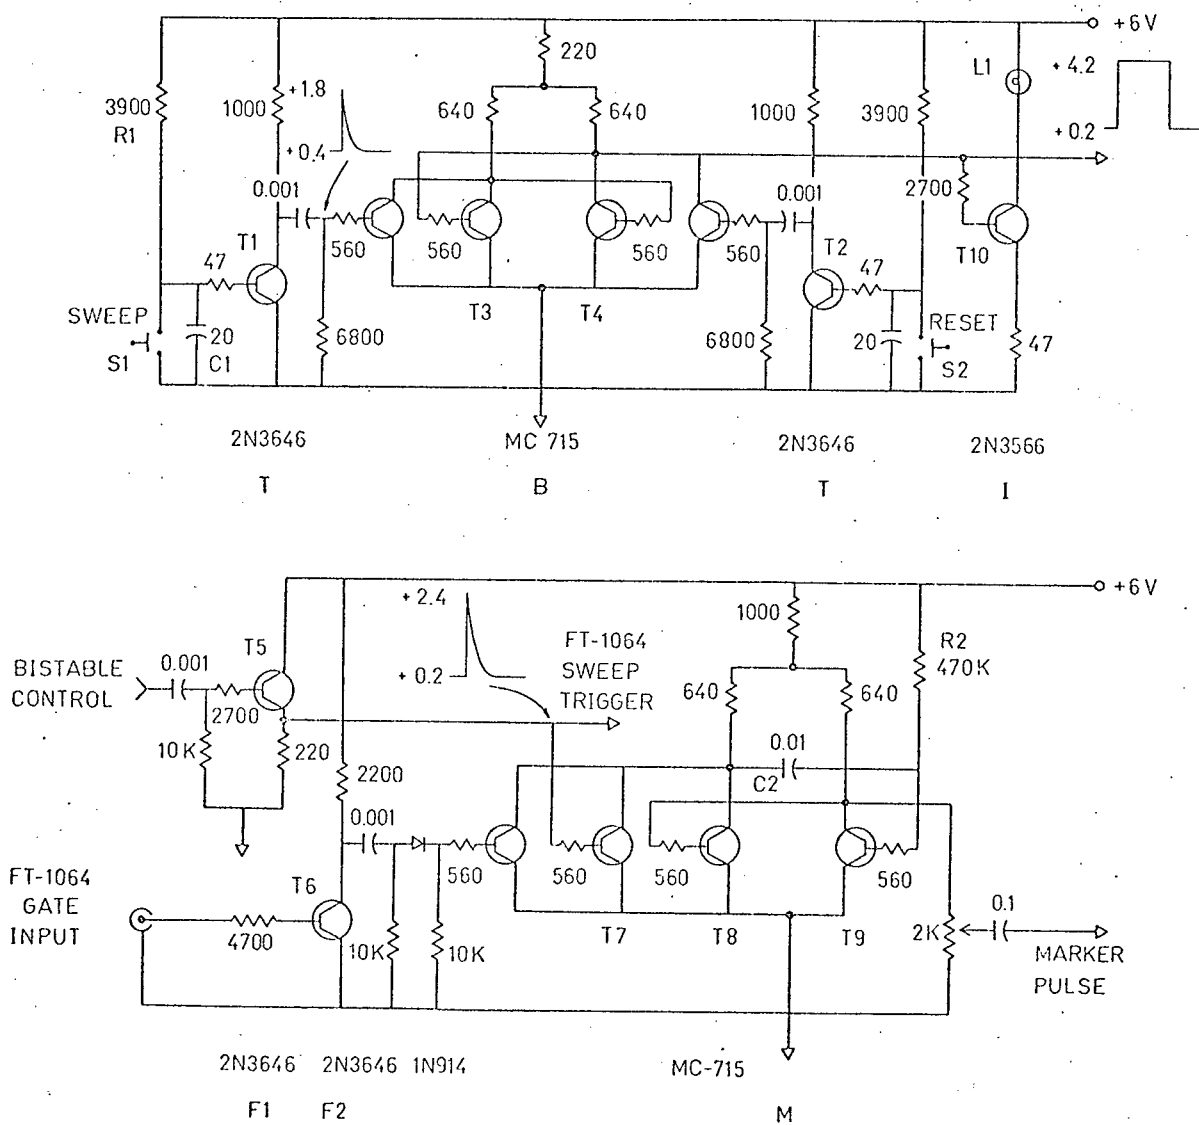 +6V
220
L1
+4.2
+0.2
3900
R1
1000
+1.8
+0.4
640
640
1000
3900
2700
0.001
0.001
T1
560
560
560
560
T2
T10
47
47
SWEEP
S1
20
C1
6800
T3
T4
6800
20
RESET
S2
47
2N3646
MC 715
2N3646
2N3566
T
B
T
I
+6V
+2.4
+0.2
1000
R2
470K
BISTABLE
CONTROL
0.001
T5
FT-1064
SWEEP
TRIGGER
640
640
2700
10K
220
2200
0.01
C2
0.001
560
560
560
560
FT-1064
GATE
INPUT
T6
4700
10K
10K
T7
T8
T9
2K
0.1
MARKER
PULSE
2N3646
2N3646
1N914
MC-715
F1
F2
M